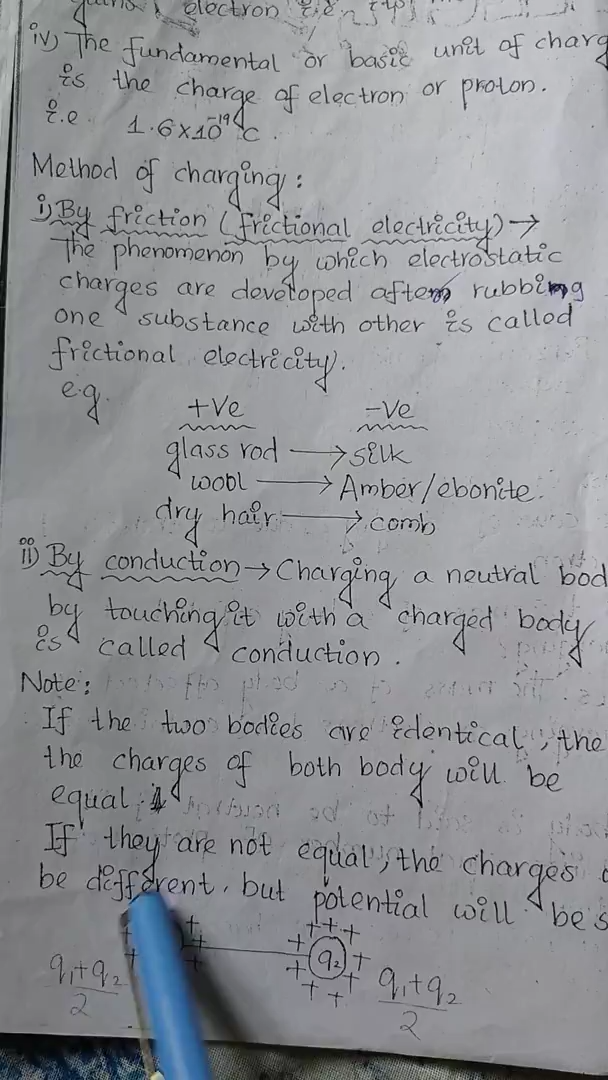 electron i.e.
iv) The fundamental or basic unit of charg
is the charge of electron or proton.
i.e. 1.6×10⁻¹⁹C.
Method of charging:
i) By friction (frictional electricity) →
The phenomenon by which electrostatic
charges are developed after rubbing
one substance with other is called
frictional electricity).
e.g.
+ve -ve
glass rod → silk
wool → Amber/ebonite.
dry hair → comb
ii) By conduction → Charging a neutral bod
by touching it with a charged body
is called conduction.
Note:
If the two bodies are identical, the
the charges of both body will be
equal.
If they are not equal, the charges
be different. but potential will be s
q₂
q₁+q₂/2 q₁+q₂/2